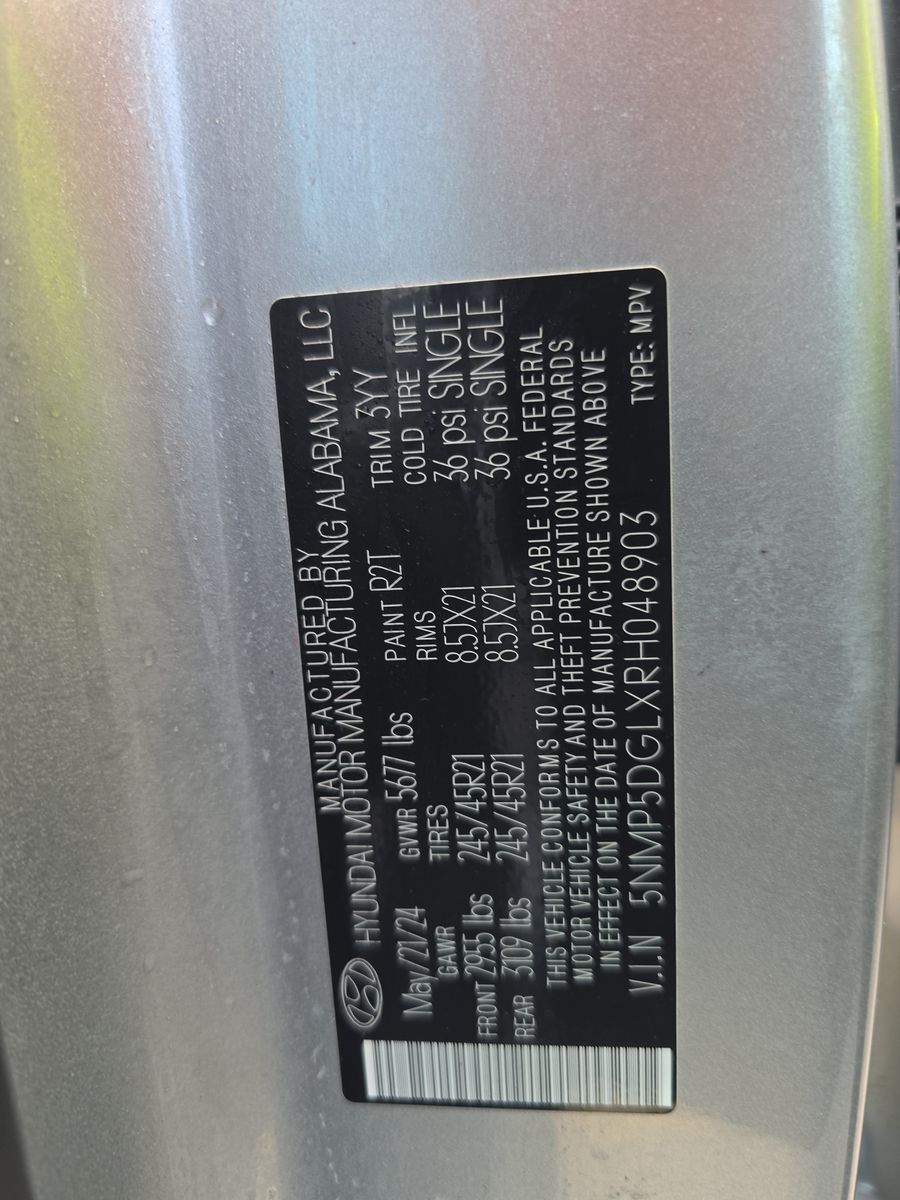 MANUFACTURED BY
HYUNDAI MOTOR MANUFACTURING ALABAMA, LLC
May/21/24 GVWR 5677 lbs PAINT R2T TRIM 3YY
GAWR TIRES RIMS COLD TIRE INFL
FRONT 2955 lbs 245/45R21 8.5JX21 36 psi SINGLE
REAR 3109 lbs 245/45R21 8.5JX21 36 psi SINGLE
THIS VEHICLE CONFORMS TO ALL APPLICABLE U.S.A. FEDERAL
MOTOR VEHICLE SAFETY AND THEFT PREVENTION STANDARDS
IN EFFECT ON THE DATE OF MANUFACTURE SHOWN ABOVE
V.I.N 5NMP5DGLXRH048903 TYPE: MPV